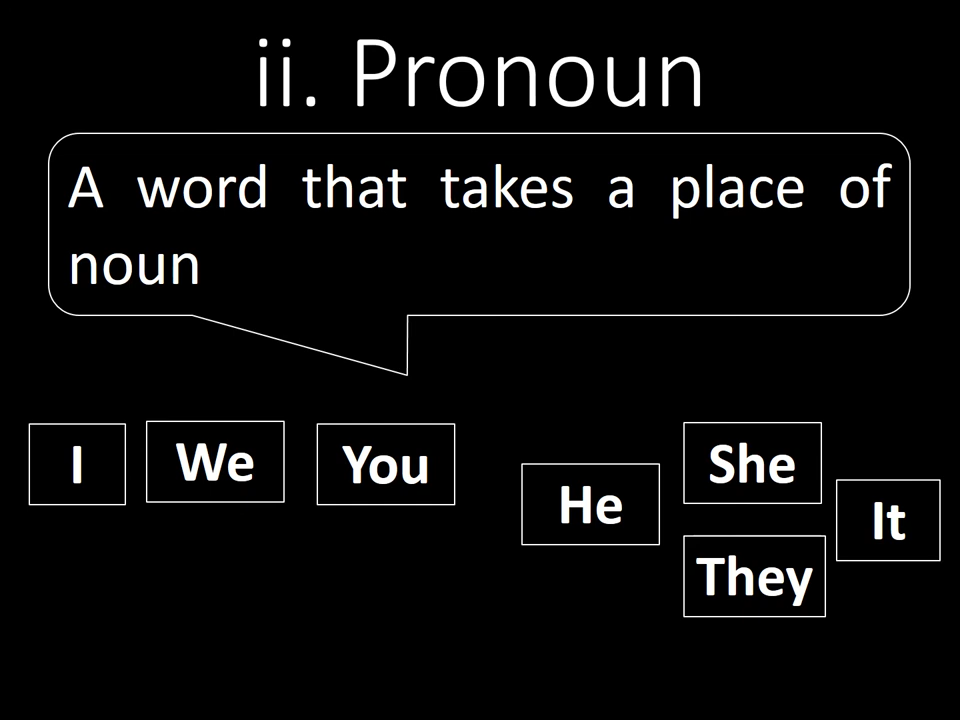 ii. Pronoun
A word that takes a place of
noun
I
We
You
He
She
It
They